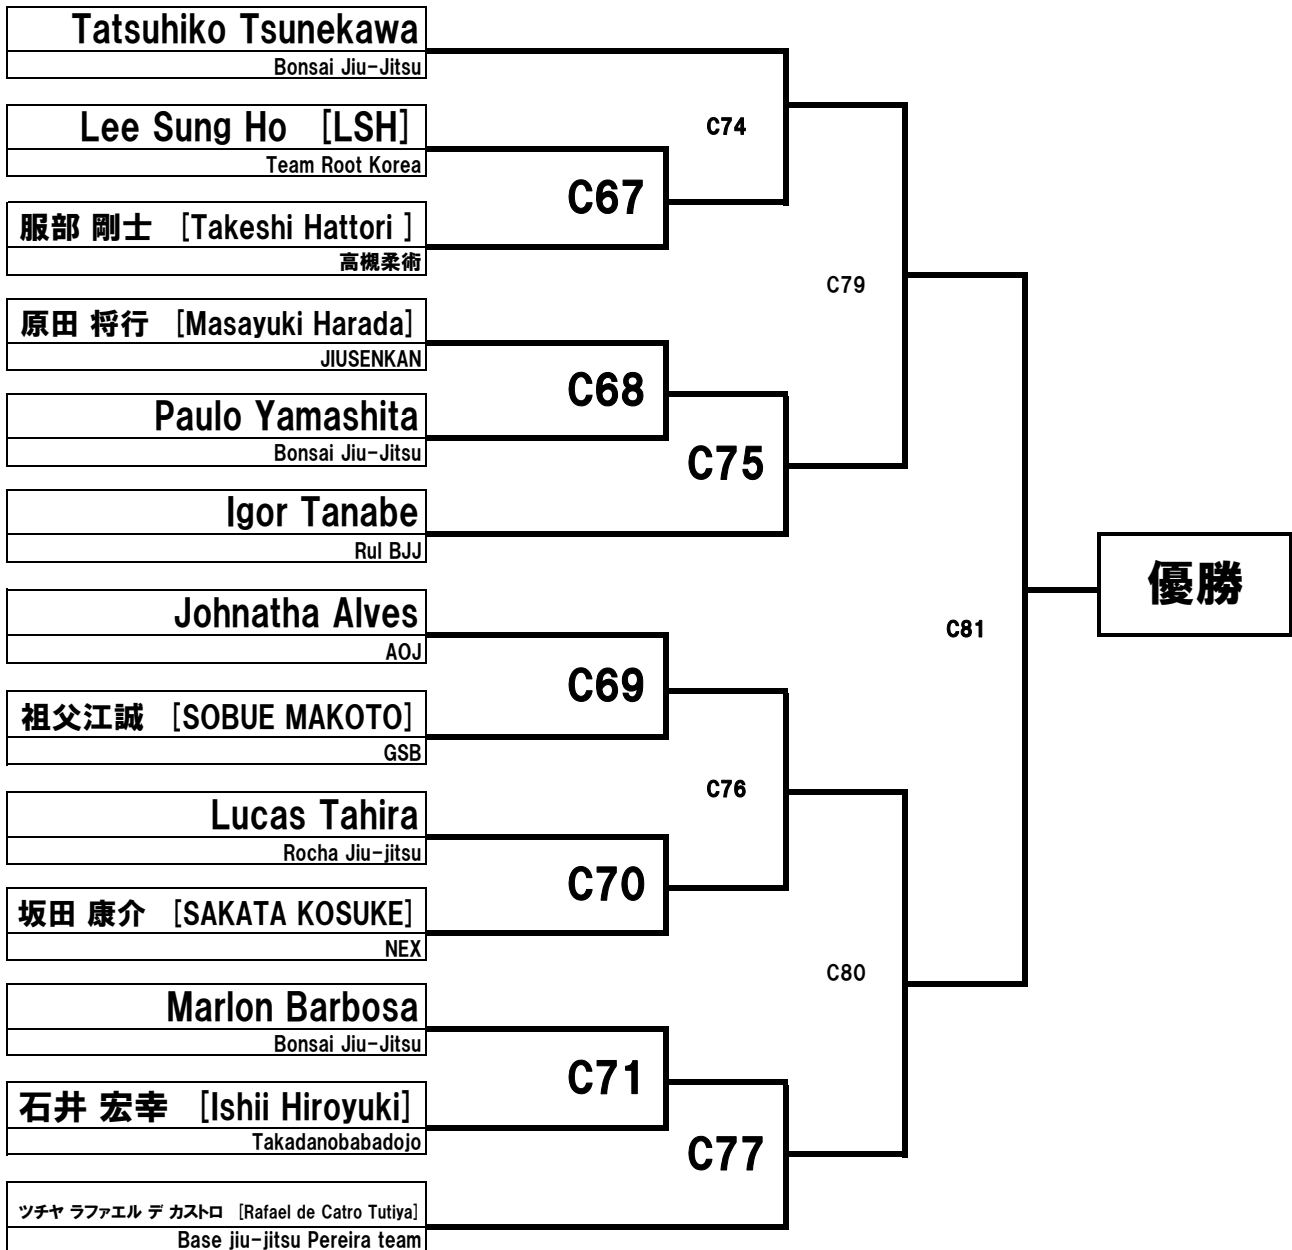 Tatsuhiko Tsunekawa
Bonsai Jiu-Jitsu
Lee Sung Ho [LSH]
Team Root Korea
服部 剛士 [Takeshi Hattori ]
高槻柔術
原田 将行 [Masayuki Harada]
JIUSENKAN
Paulo Yamashita
Bonsai Jiu-Jitsu
Igor Tanabe
Rul BJJ
Johnatha Alves
AOJ
祖父江誠 [SOBUE MAKOTO]
GSB
Lucas Tahira
Rocha Jiu-jitsu
坂田 康介 [SAKATA KOSUKE]
NEX
Marlon Barbosa
Bonsai Jiu-Jitsu
石井 宏幸 [Ishii Hiroyuki]
Takadanobabadojo
ツチヤ ラファエル デ カストロ [Rafael de Catro Tutiya]
Base jiu-jitsu Pereira team
C67
C68
C69
C70
C71
C74
C75
C76
C77
C79
C80
C81
優勝